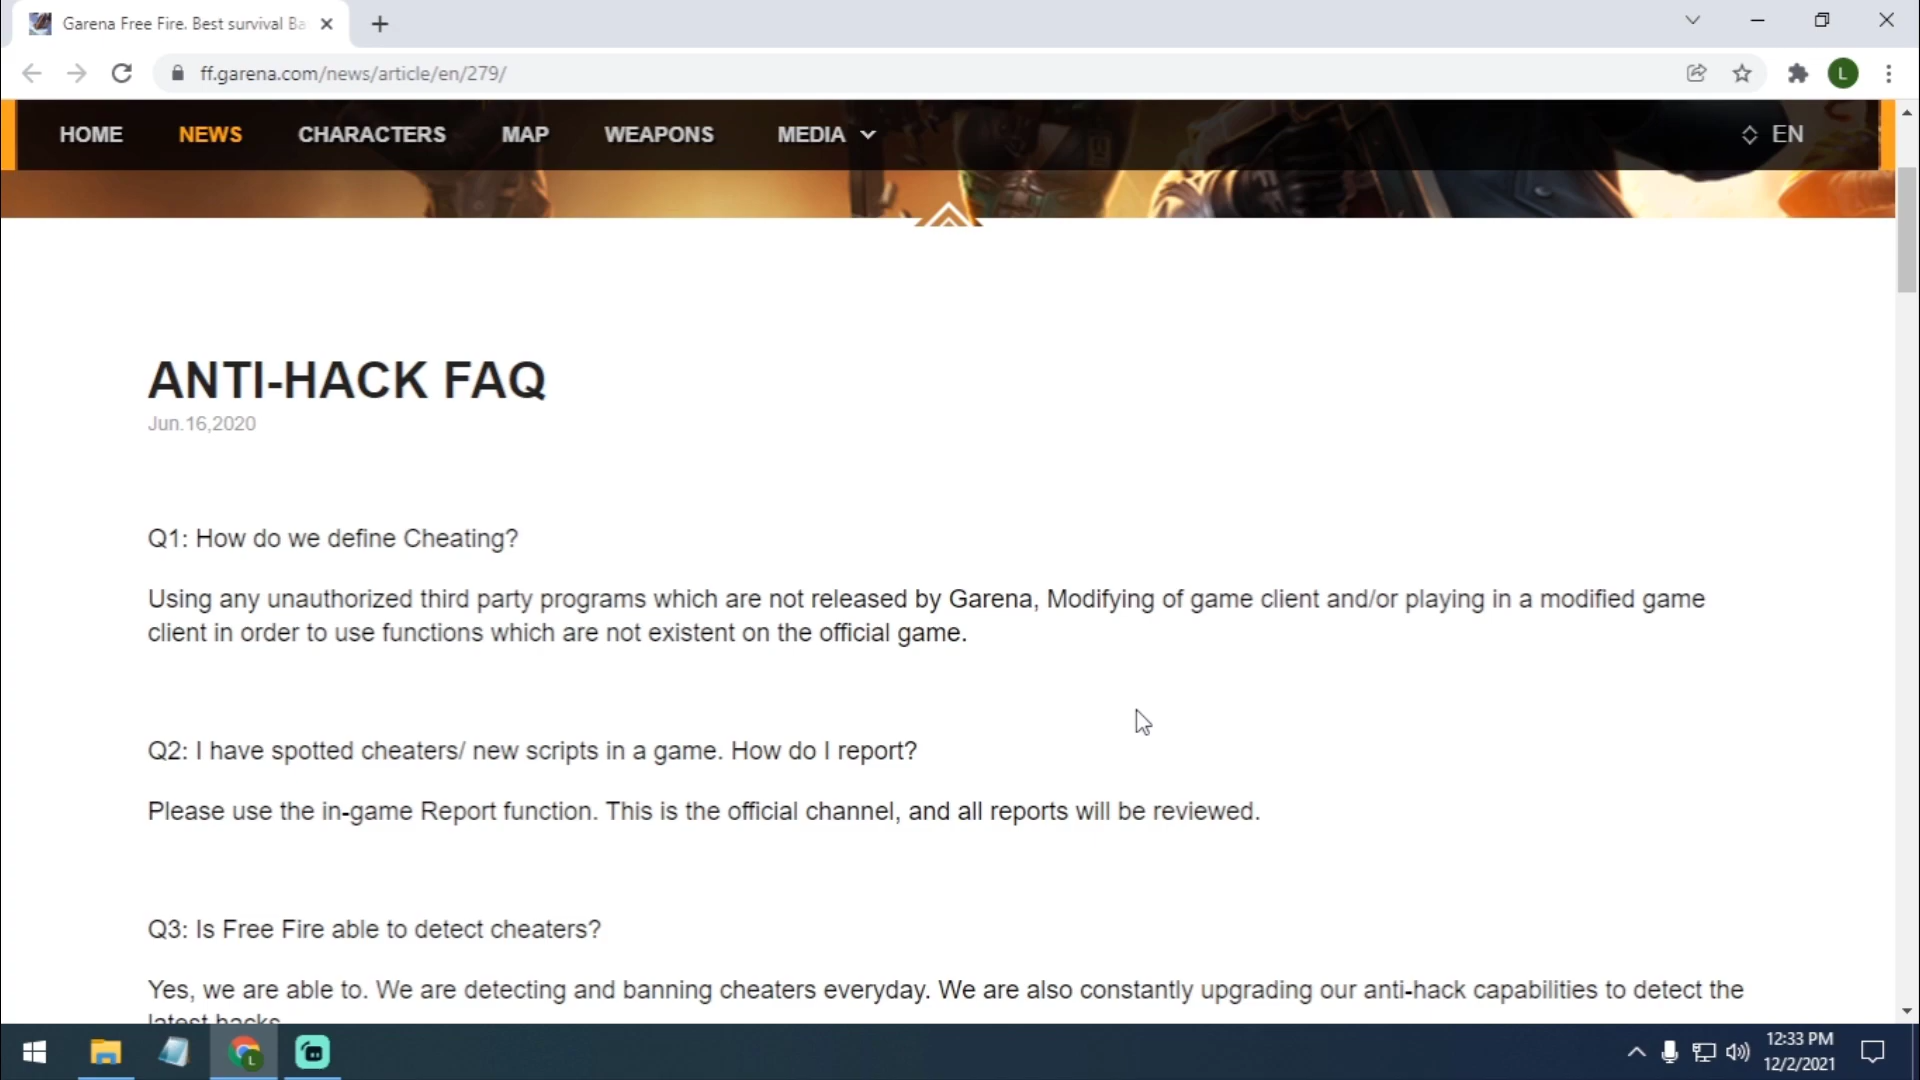 Garena Free Fire. Best survival Ba
ff.garena.com/news/article/en/279/
L
HOME NEWS CHARACTERS MAP WEAPONS MEDIA EN
ANTI-HACK FAQ
Jun.16,2020
Q1: How do we define Cheating?
Using any unauthorized third party programs which are not released by Garena, Modifying of game client and/or playing in a modified game
client in order to use functions which are not existent on the official game.
Q2: I have spotted cheaters/ new scripts in a game. How do I report?
Please use the in-game Report function. This is the official channel, and all reports will be reviewed.
Q3: Is Free Fire able to detect cheaters?
Yes, we are able to. We are detecting and banning cheaters everyday. We are also constantly upgrading our anti-hack capabilities to detect the
latest hacks
L
12:33 PM
12/2/2021